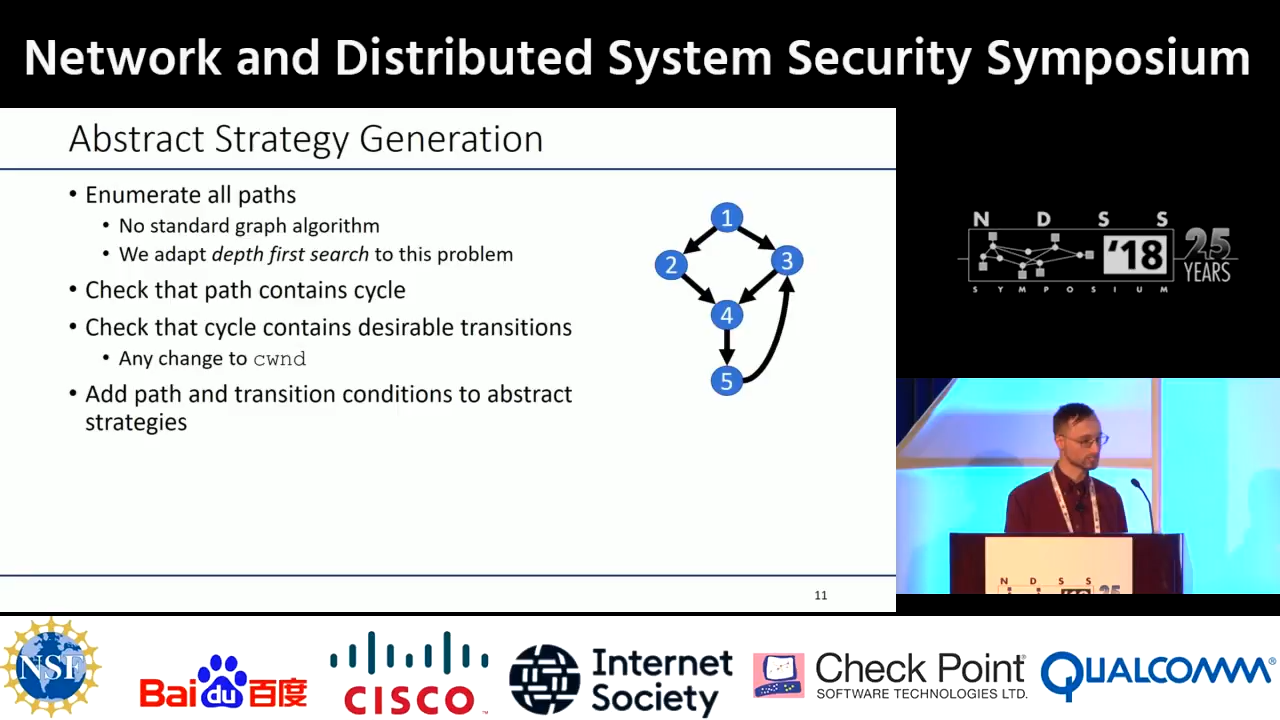 Network and Distributed System Security Symposium
Abstract Strategy Generation
• Enumerate all paths
• No standard graph algorithm
• We adapt depth first search to this problem
• Check that path contains cycle
• Check that cycle contains desirable transitions
• Any change to cwnd
• Add path and transition conditions to abstract
strategies
1
2
3
4
5
11
N D S S
'18
25
YEARS
SYMPOSIUM
N D S S
NSF
Bai du 百度
CISCO
Internet
Society
Check Point
SOFTWARE TECHNOLOGIES LTD.
QUALCOMM®